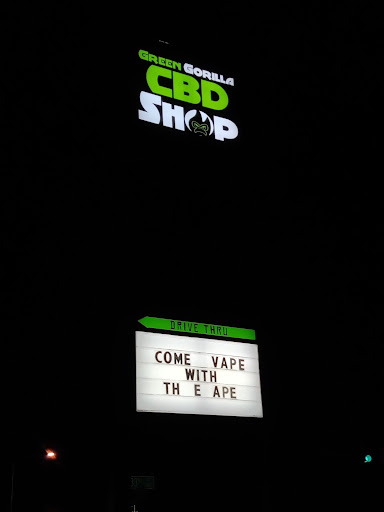 GREEN GORILLA
CBD
SHOP
DRIVE THRU
COME VAPE
WITH
TH E APE